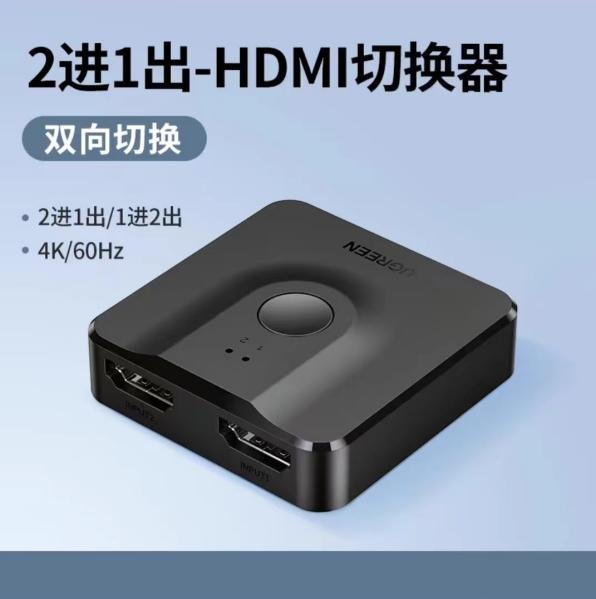 2进1出-HDMI切换器
双向切换
2进1出/1进2出
4K/60Hz
UGREEN
2 1
INPUT2
INPUT1